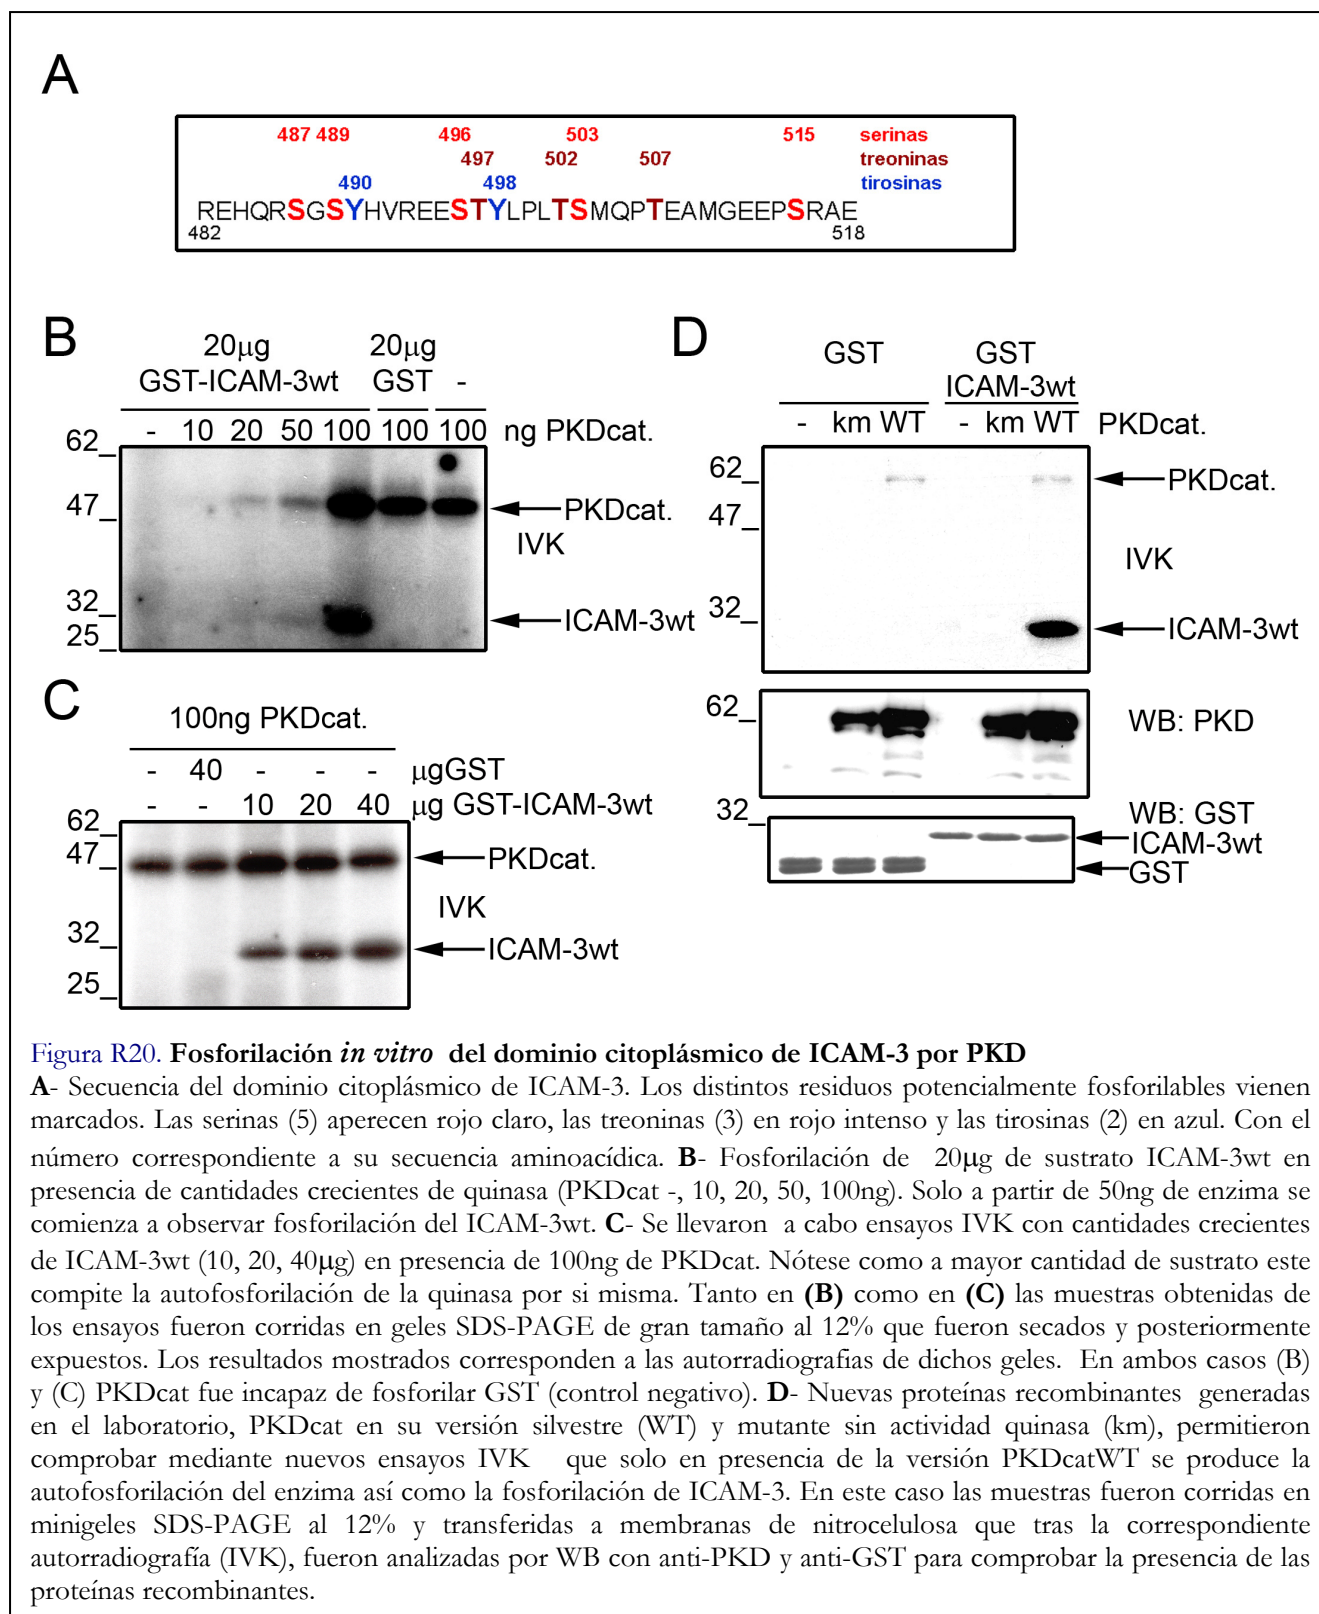 A
487 489 496 503 515 serinas
497 502 507 treoninas
490 498 tirosinas
REHQRSGSYHVREESTYLPLTSMQPTEAMGEEPSRAE
482 518
B
20µg 20µg
GST-ICAM-3wt GST -
- 10 20 50 100 100 100 ng PKDcat.
62
47
PKDcat.
IVK
32
25
ICAM-3wt
C
100ng PKDcat.
- 40 - - - µgGST
- - 10 20 40 µg GST-ICAM-3wt
62
47
PKDcat.
IVK
32
ICAM-3wt
25
D
GST GST
ICAM-3wt
- km WT - km WT PKDcat.
62
PKDcat.
47
IVK
32
ICAM-3wt
62
WB: PKD
32
WB: GST
ICAM-3wt
GST
Figura R20. Fosforilación in vitro del dominio citoplásmico de ICAM-3 por PKD
A- Secuencia del dominio citoplásmico de ICAM-3. Los distintos residuos potencialmente fosforilables vienen
marcados. Las serinas (5) aperecen rojo claro, las treoninas (3) en rojo intenso y las tirosinas (2) en azul. Con el
número correspondiente a su secuencia aminoacídica. B- Fosforilación de 20µg de sustrato ICAM-3wt en
presencia de cantidades crecientes de quinasa (PKDcat -, 10, 20, 50, 100ng). Solo a partir de 50ng de enzima se
comienza a observar fosforilación del ICAM-3wt. C- Se llevaron a cabo ensayos IVK con cantidades crecientes
de ICAM-3wt (10, 20, 40µg) en presencia de 100ng de PKDcat. Nótese como a mayor cantidad de sustrato este
compite la autofosforilación de la quinasa por si misma. Tanto en (B) como en (C) las muestras obtenidas de
los ensayos fueron corridas en geles SDS-PAGE de gran tamaño al 12% que fueron secados y posteriormente
expuestos. Los resultados mostrados corresponden a las autorradiografias de dichos geles. En ambos casos (B)
y (C) PKDcat fue incapaz de fosforilar GST (control negativo). D- Nuevas proteínas recombinantes generadas
en el laboratorio, PKDcat en su versión silvestre (WT) y mutante sin actividad quinasa (km), permitieron
comprobar mediante nuevos ensayos IVK que solo en presencia de la versión PKDcatWT se produce la
autofosforilación del enzima así como la fosforilación de ICAM-3. En este caso las muestras fueron corridas en
minigeles SDS-PAGE al 12% y transferidas a membranas de nitrocelulosa que tras la correspondiente
autorradiografía (IVK), fueron analizadas por WB con anti-PKD y anti-GST para comprobar la presencia de las
proteínas recombinantes.